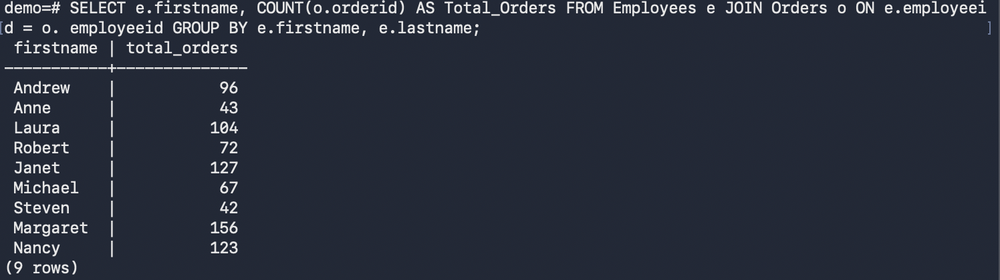 demo=# SELECT e.firstname, COUNT(o.orderid) AS Total_Orders FROM Employees e JOIN Orders o ON e.employeei
[d = o. employeeid GROUP BY e.firstname, e.lastname; ]
 firstname | total_orders
-----------+--------------
 Andrew    |           96
 Anne      |           43
 Laura     |          104
 Robert    |           72
 Janet     |          127
 Michael   |           67
 Steven    |           42
 Margaret  |          156
 Nancy     |          123
(9 rows)